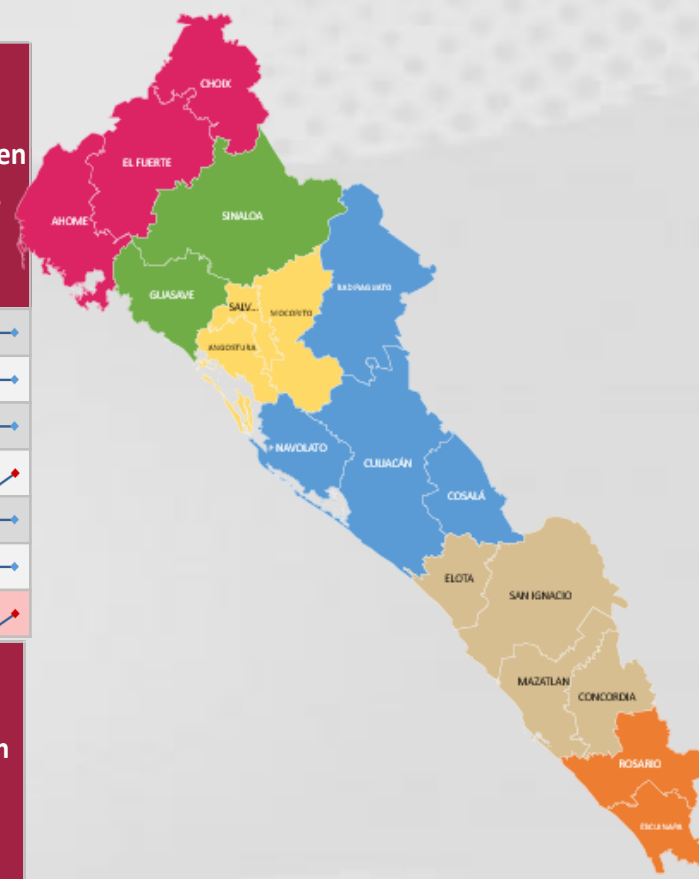 CHOIX
en
EL FUERTE
SINALOA
AHOME
BADIRAGUATO
GUASAVE
SALV...
MOCORITO
ANGOSTURA
NAVOLATO
CULIACÁN
COSALÁ
ELOTA
SAN IGNACIO
MAZATLAN
CONCORDIA
n
ROSARIO
ESCUINAPA